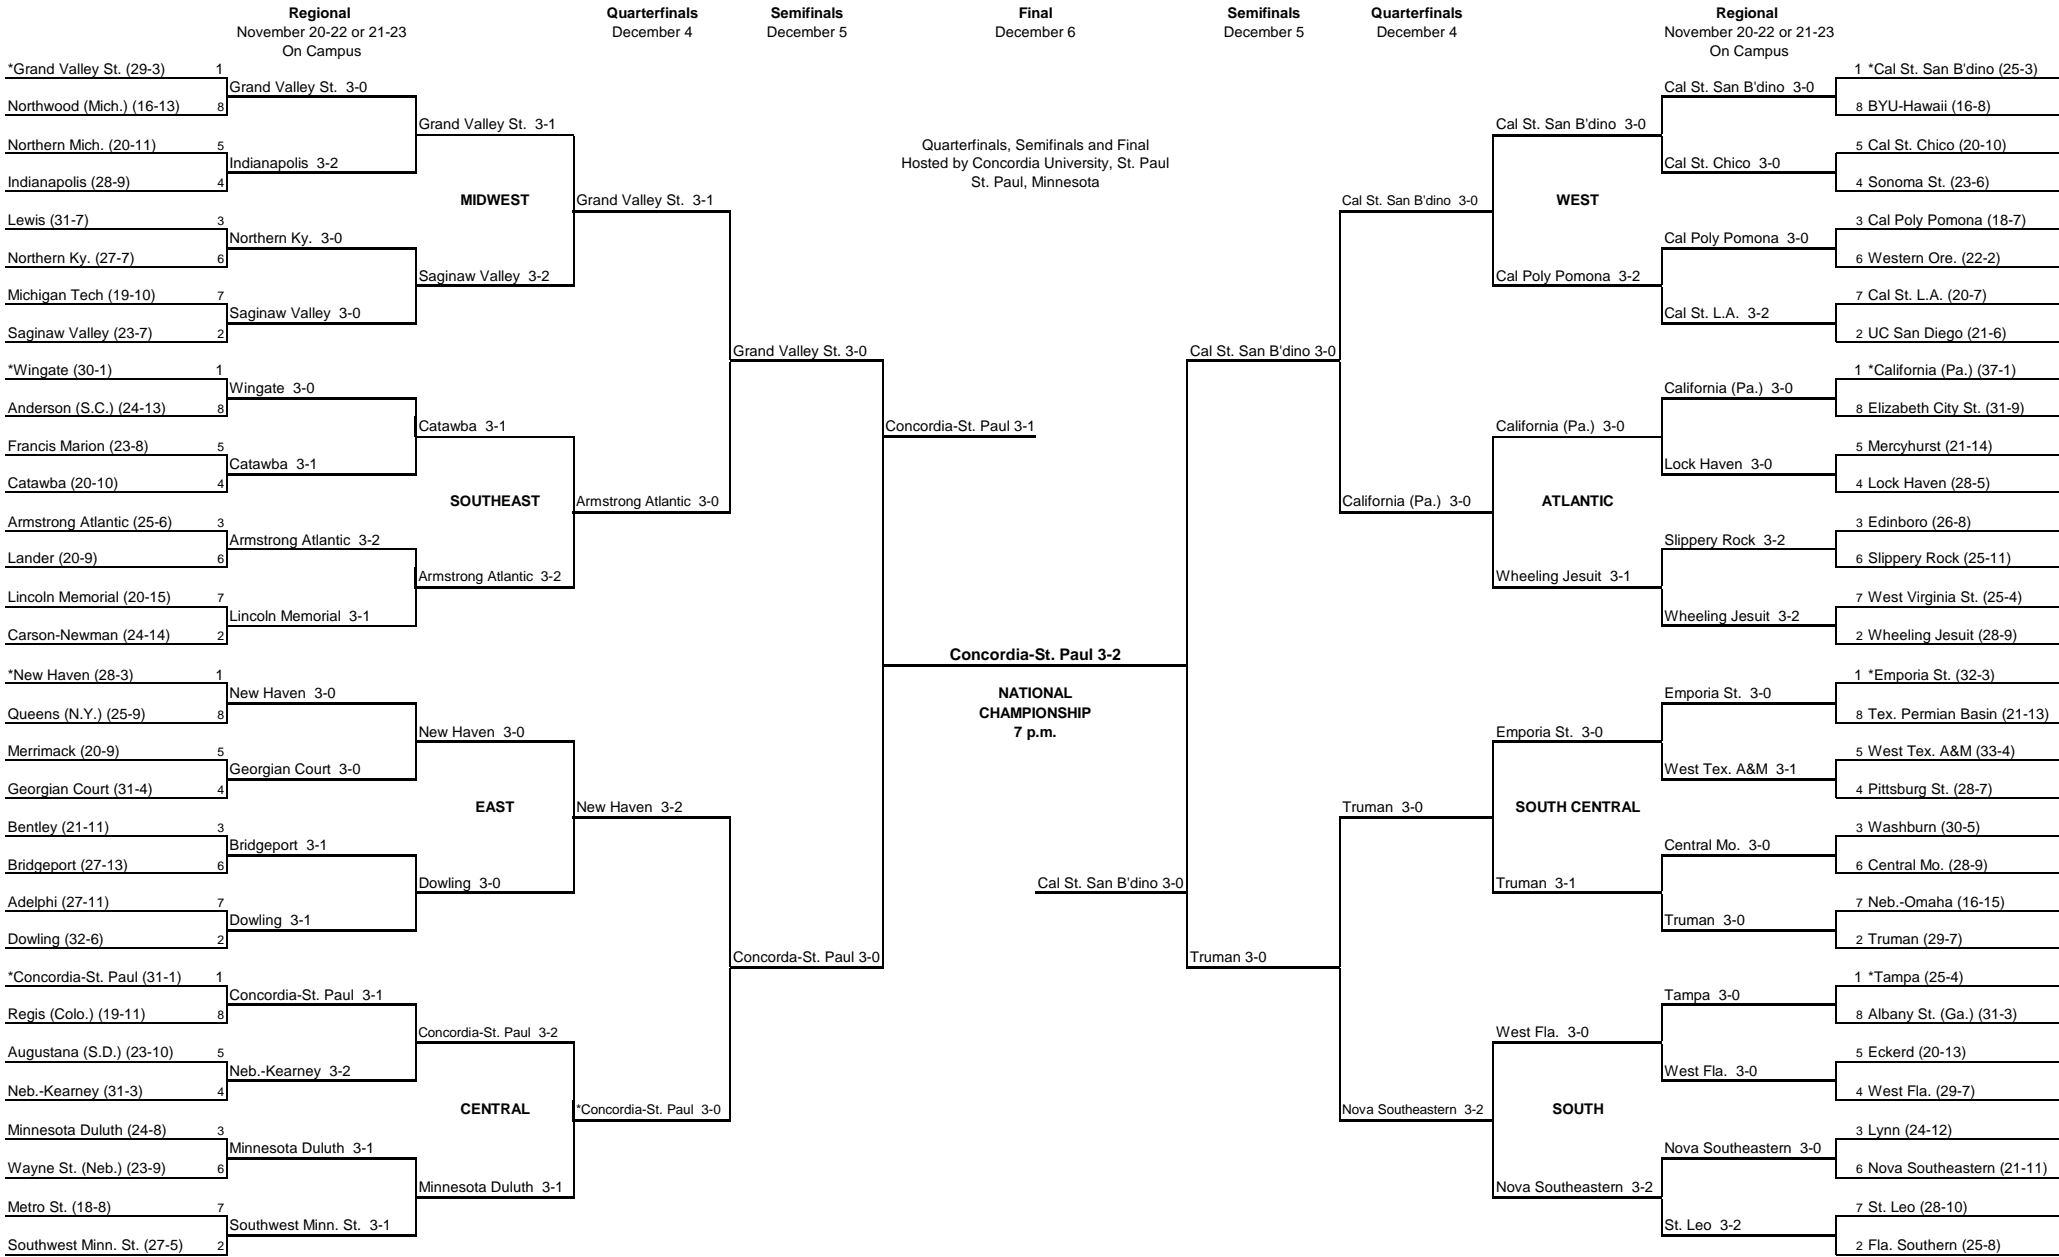 Regional
November 20-22 or 21-23
On Campus
Quarterfinals
December 4
Semifinals
December 5
Final
December 6
Semifinals
December 5
Quarterfinals
December 4
Regional
November 20-22 or 21-23
On Campus
*Grand Valley St. (29-3) 1
Northwood (Mich.) (16-13) 8
Northern Mich. (20-11) 5
Indianapolis (28-9) 4
Lewis (31-7) 3
Northern Ky. (27-7) 6
Michigan Tech (19-10) 7
Saginaw Valley (23-7) 2
*Wingate (30-1) 1
Anderson (S.C.) (24-13) 8
Francis Marion (23-8) 5
Catawba (20-10) 4
Armstrong Atlantic (25-6) 3
Lander (20-9) 6
Lincoln Memorial (20-15) 7
Carson-Newman (24-14) 2
*New Haven (28-3) 1
Queens (N.Y.) (25-9) 8
Merrimack (20-9) 5
Georgian Court (31-4) 4
Bentley (21-11) 3
Bridgeport (27-13) 6
Adelphi (27-11) 7
Dowling (32-6) 2
*Concordia-St. Paul (31-1) 1
Regis (Colo.) (19-11) 8
Augustana (S.D.) (23-10) 5
Neb.-Kearney (31-3) 4
Minnesota Duluth (24-8) 3
Wayne St. (Neb.) (23-9) 6
Metro St. (18-8) 7
Southwest Minn. St. (27-5) 2
Grand Valley St. 3-0
Indianapolis 3-2
Northern Ky. 3-0
Saginaw Valley 3-0
Wingate 3-0
Catawba 3-1
Armstrong Atlantic 3-2
Lincoln Memorial 3-1
New Haven 3-0
Georgian Court 3-0
Bridgeport 3-1
Dowling 3-1
Concordia-St. Paul 3-1
Neb.-Kearney 3-2
Minnesota Duluth 3-1
Southwest Minn. St. 3-1
Grand Valley St. 3-1
MIDWEST
Saginaw Valley 3-2
Catawba 3-1
SOUTHEAST
Armstrong Atlantic 3-2
New Haven 3-0
EAST
Dowling 3-0
Concordia-St. Paul 3-2
CENTRAL
Minnesota Duluth 3-1
Grand Valley St. 3-1
Armstrong Atlantic 3-0
New Haven 3-2
*Concordia-St. Paul 3-0
Grand Valley St. 3-0
Concorda-St. Paul 3-0
Quarterfinals, Semifinals and Final
Hosted by Concordia University, St. Paul
St. Paul, Minnesota
Concordia-St. Paul 3-1
Concordia-St. Paul 3-2
NATIONAL
CHAMPIONSHIP
7 p.m.
Cal St. San B'dino 3-0
Cal St. San B'dino 3-0
Truman 3-0
Cal St. San B'dino 3-0
California (Pa.) 3-0
Truman 3-0
Nova Southeastern 3-2
Cal St. San B'dino 3-0
WEST
Cal Poly Pomona 3-2
California (Pa.) 3-0
ATLANTIC
Wheeling Jesuit 3-1
Emporia St. 3-0
SOUTH CENTRAL
Truman 3-1
West Fla. 3-0
SOUTH
Nova Southeastern 3-2
Cal St. San B'dino 3-0
Cal St. Chico 3-0
Cal Poly Pomona 3-0
Cal St. L.A. 3-2
California (Pa.) 3-0
Lock Haven 3-0
Slippery Rock 3-2
Wheeling Jesuit 3-2
Emporia St. 3-0
West Tex. A&M 3-1
Central Mo. 3-0
Truman 3-0
Tampa 3-0
West Fla. 3-0
Nova Southeastern 3-0
St. Leo 3-2
1 *Cal St. San B'dino (25-3)
8 BYU-Hawaii (16-8)
5 Cal St. Chico (20-10)
4 Sonoma St. (23-6)
3 Cal Poly Pomona (18-7)
6 Western Ore. (22-2)
7 Cal St. L.A. (20-7)
2 UC San Diego (21-6)
1 *California (Pa.) (37-1)
8 Elizabeth City St. (31-9)
5 Mercyhurst (21-14)
4 Lock Haven (28-5)
3 Edinboro (26-8)
6 Slippery Rock (25-11)
7 West Virginia St. (25-4)
2 Wheeling Jesuit (28-9)
1 *Emporia St. (32-3)
8 Tex. Permian Basin (21-13)
5 West Tex. A&M (33-4)
4 Pittsburg St. (28-7)
3 Washburn (30-5)
6 Central Mo. (28-9)
7 Neb.-Omaha (16-15)
2 Truman (29-7)
1 *Tampa (25-4)
8 Albany St. (Ga.) (31-3)
5 Eckerd (20-13)
4 West Fla. (29-7)
3 Lynn (24-12)
6 Nova Southeastern (21-11)
7 St. Leo (28-10)
2 Fla. Southern (25-8)